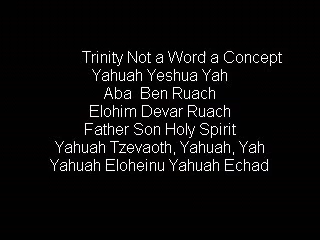 Trinity Not a Word a Concept
Yahuah Yeshua Yah
Aba Ben Ruach
Elohim Devar Ruach
Father Son Holy Spirit
Yahuah Tzevaoth, Yahuah, Yah
Yahuah Eloheinu Yahuah Echad